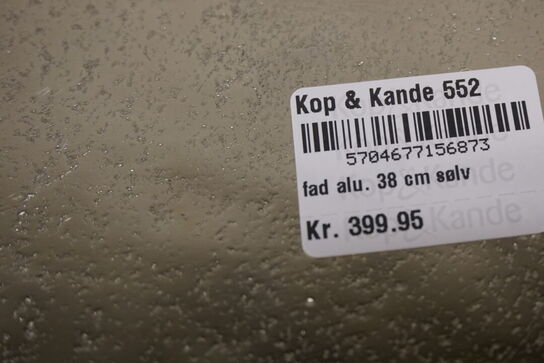 Kop & Kande 552
5704677156873
fad alu. 38 cm sølv
Kr. 399.95